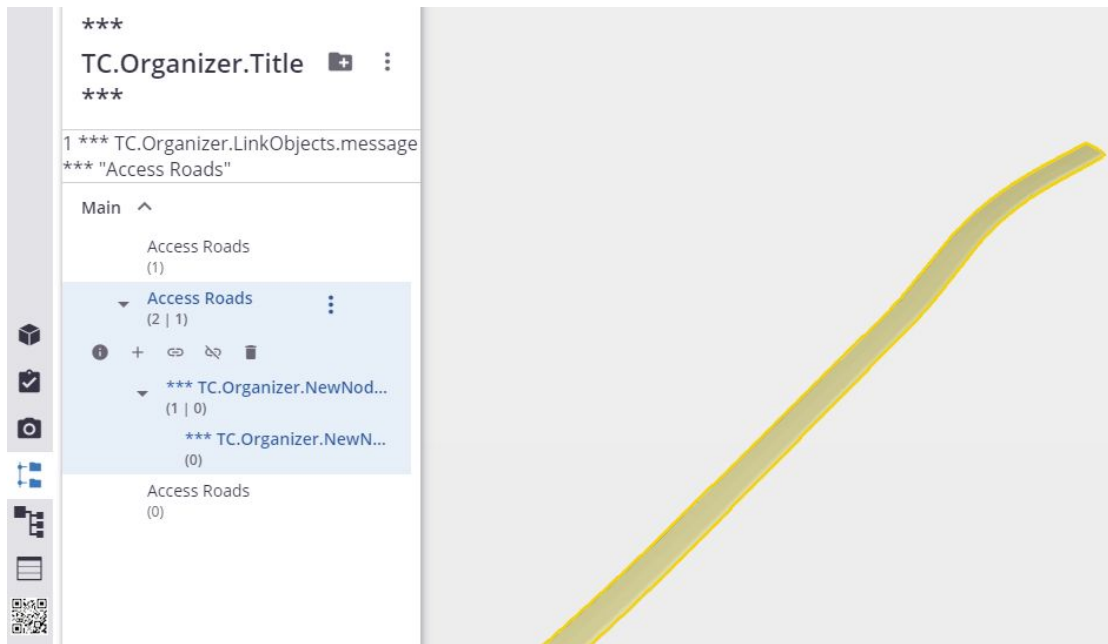 ***
TC.Organizer.Title
***
1 *** TC.Organizer.LinkObjects.message
*** "Access Roads"
Main
Access Roads
(1)
Access Roads
(2 | 1)
*** TC.Organizer.NewNod...
(1 | 0)
*** TC.Organizer.NewN...
(0)
Access Roads
(0)